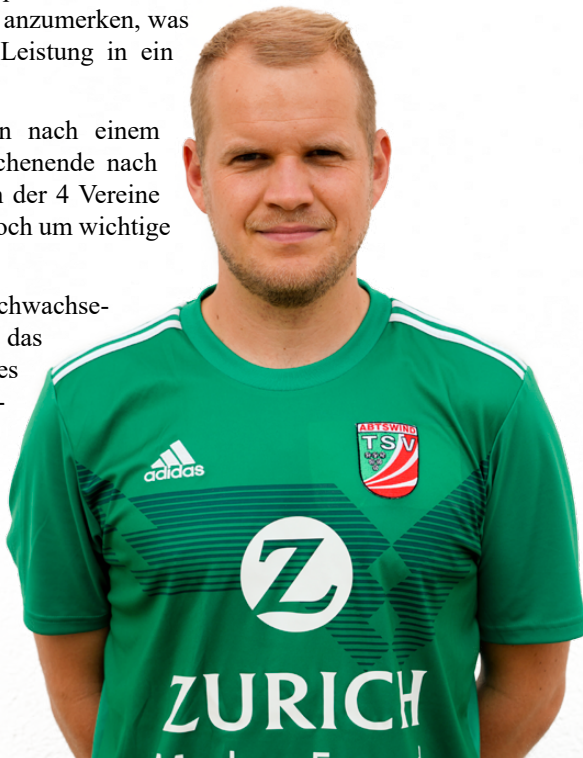 anzumerken, was
Leistung in ein
n nach einem
chenende nach
der 4 Vereine
och um wichtige
chwachse-
das
es
-
ABTSWIND
TSV
adidas
Z
ZURICH